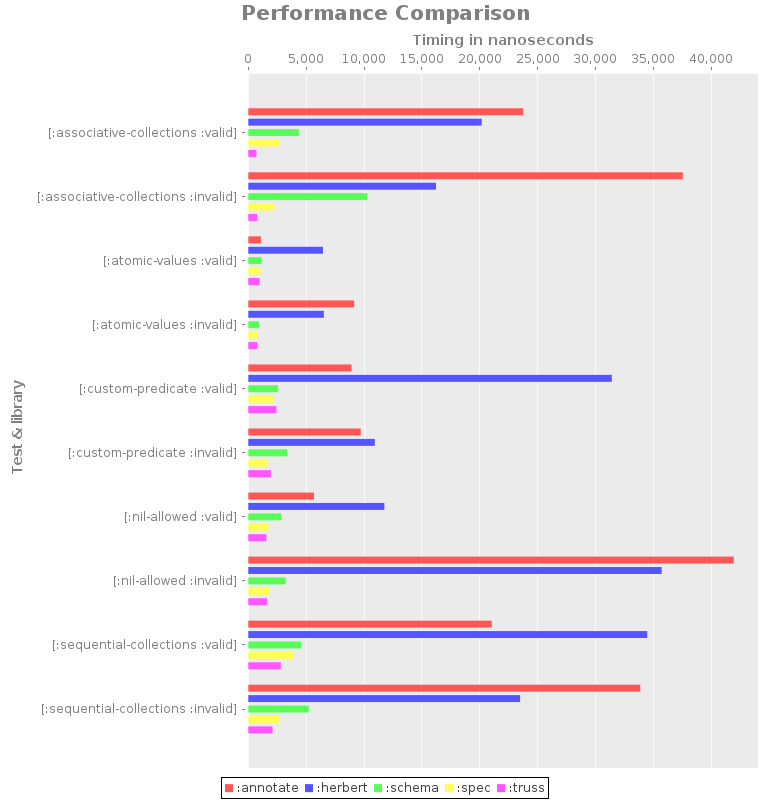 Performance Comparison
Timing in nanoseconds
0 5,000 10,000 15,000 20,000 25,000 30,000 35,000 40,000
Test & library
[:associative-collections :valid]
[:associative-collections :invalid]
[:atomic-values :valid]
[:atomic-values :invalid]
[:custom-predicate :valid]
[:custom-predicate :invalid]
[:nil-allowed :valid]
[:nil-allowed :invalid]
[:sequential-collections :valid]
[:sequential-collections :invalid]
:annotate :herbert :schema :spec :truss